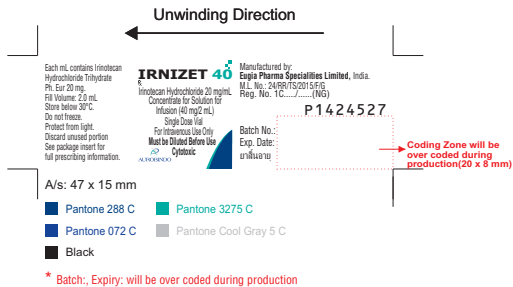 Unwinding Direction
Each mL contains Irinotecan
Hydrochloride Trihydrate
Ph. Eur 20 mg.
Fill Volume: 2.0 mL
Store below 30°C.
Do not freeze.
Protect from light.
Discard unused portion
See package insert for
full prescribing information.
IRNIZET 40
Irinotecan Hydrochloride 20 mg/mL
Concentrate for Solution for
Infusion (40 mg/2 mL)
Single Dose Vial
For Intravenous Use Only
Must be Diluted Before Use
Cytotoxic
AUROBINDO
Manufactured by:
Eugia Pharma Specialities Limited, India.
M.L. No.: 24/RR/TS/2015/F/G
Reg. No. 1C...../......(NG)
P1424527
Batch No.:
Exp. Date:
ยาสิ้นอายุ
Coding Zone will be
over coded during
production(20 x 8 mm)
A/s: 47 x 15 mm
Pantone 288 C
Pantone 3275 C
Pantone 072 C
Pantone Cool Gray 5 C
Black
* Batch:, Expiry: will be over coded during production